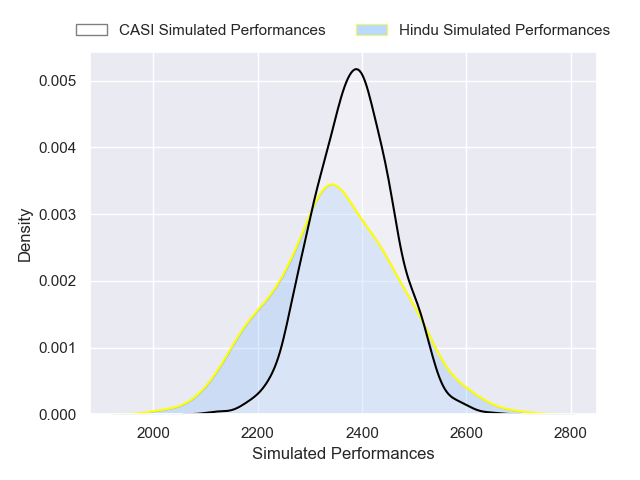 CASI Simulated Performances Hindu Simulated Performances
0.005
0.004
0.003
0.002
0.001
0.000
Density
2000 2200 2400 2600 2800
Simulated Performances